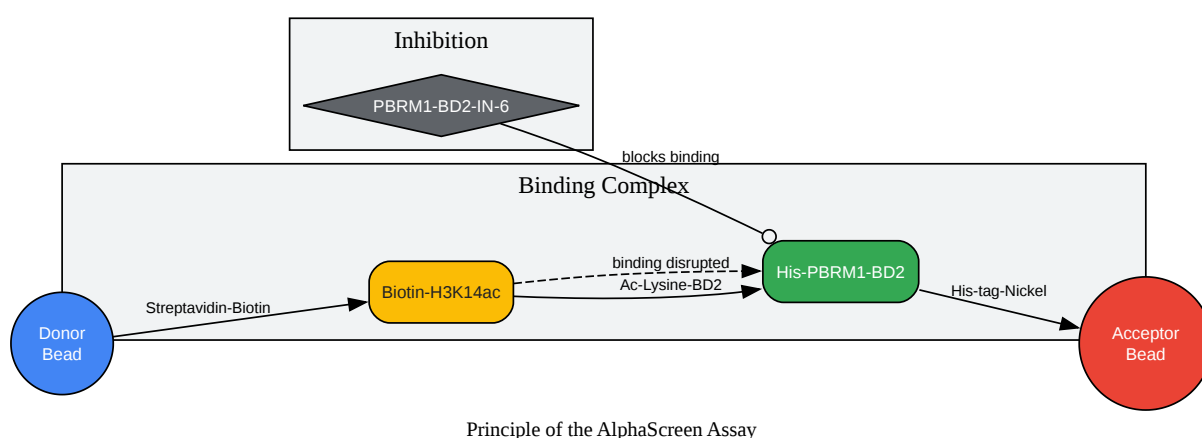 Inhibition
PBRM1-BD2-IN-6
blocks binding
Binding Complex
binding disrupted
His-PBRM1-BD2
Biotin-H3K14ac
Ac-Lysine-BD2
His-tag-Nickel
Streptavidin-Biotin
Donor
Bead
Acceptor
Bead
Principle of the AlphaScreen Assay